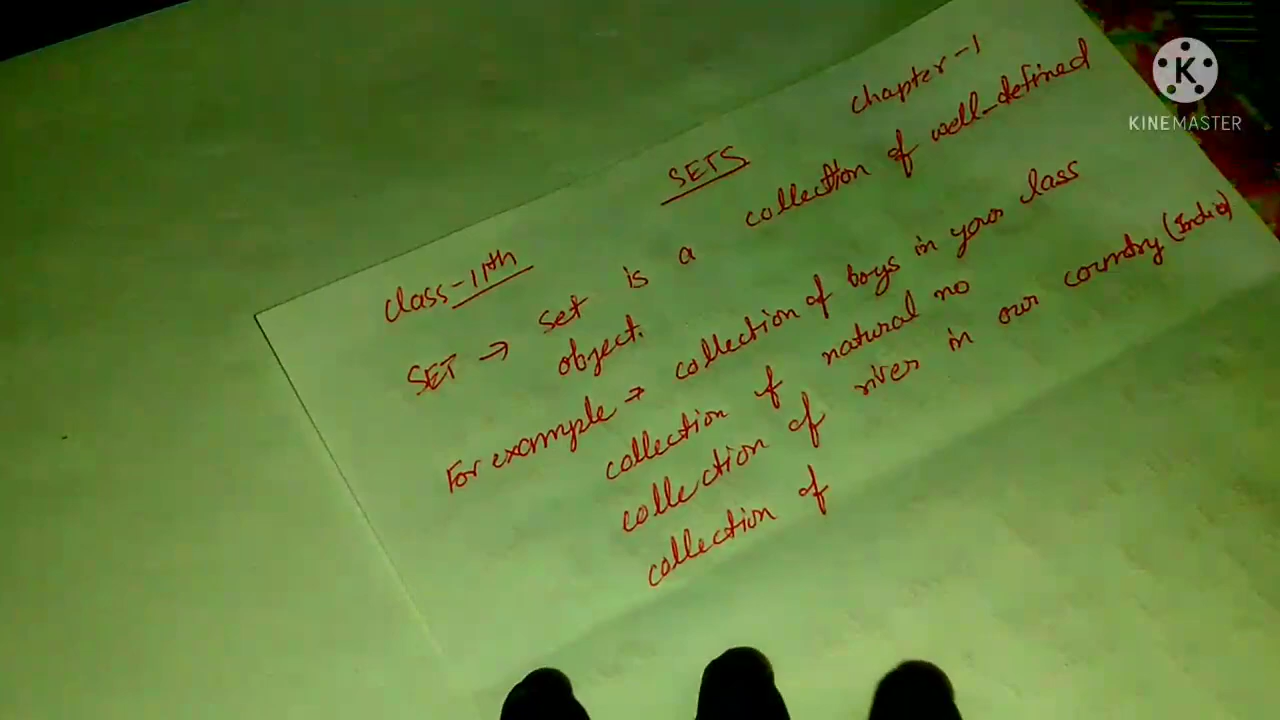 Chapter-1
SETS
Class-11th
SET → Set is a collection of well-defined
object.
For example → collection of boys in your class
collection of natural no
collection of river in our country (India)
collection of
K
KINEMASTER